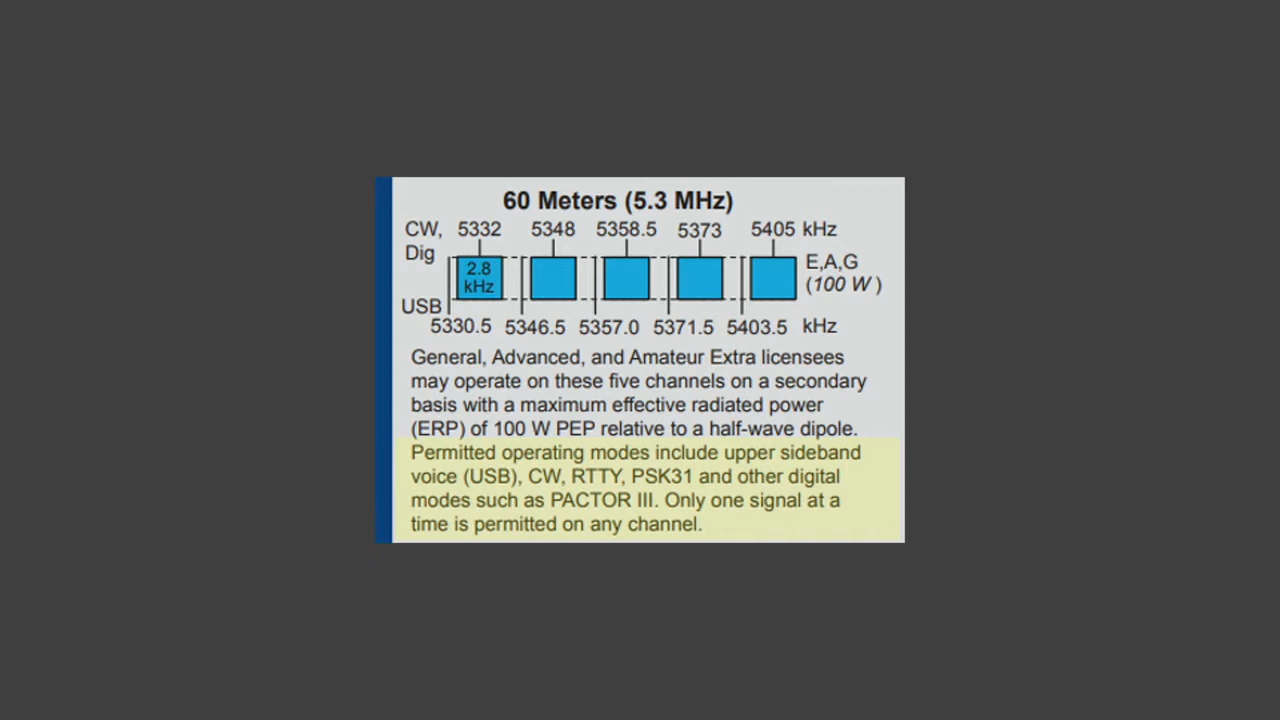 60 Meters (5.3 MHz)
CW, 5332 5348 5358.5 5373 5405 kHz
Dig
2.8
kHz
E,A,G
(100 W )
USB
5330.5 5346.5 5357.0 5371.5 5403.5 kHz
General, Advanced, and Amateur Extra licensees
may operate on these five channels on a secondary
basis with a maximum effective radiated power
(ERP) of 100 W PEP relative to a half-wave dipole.
Permitted operating modes include upper sideband
voice (USB), CW, RTTY, PSK31 and other digital
modes such as PACTOR III. Only one signal at a
time is permitted on any channel.